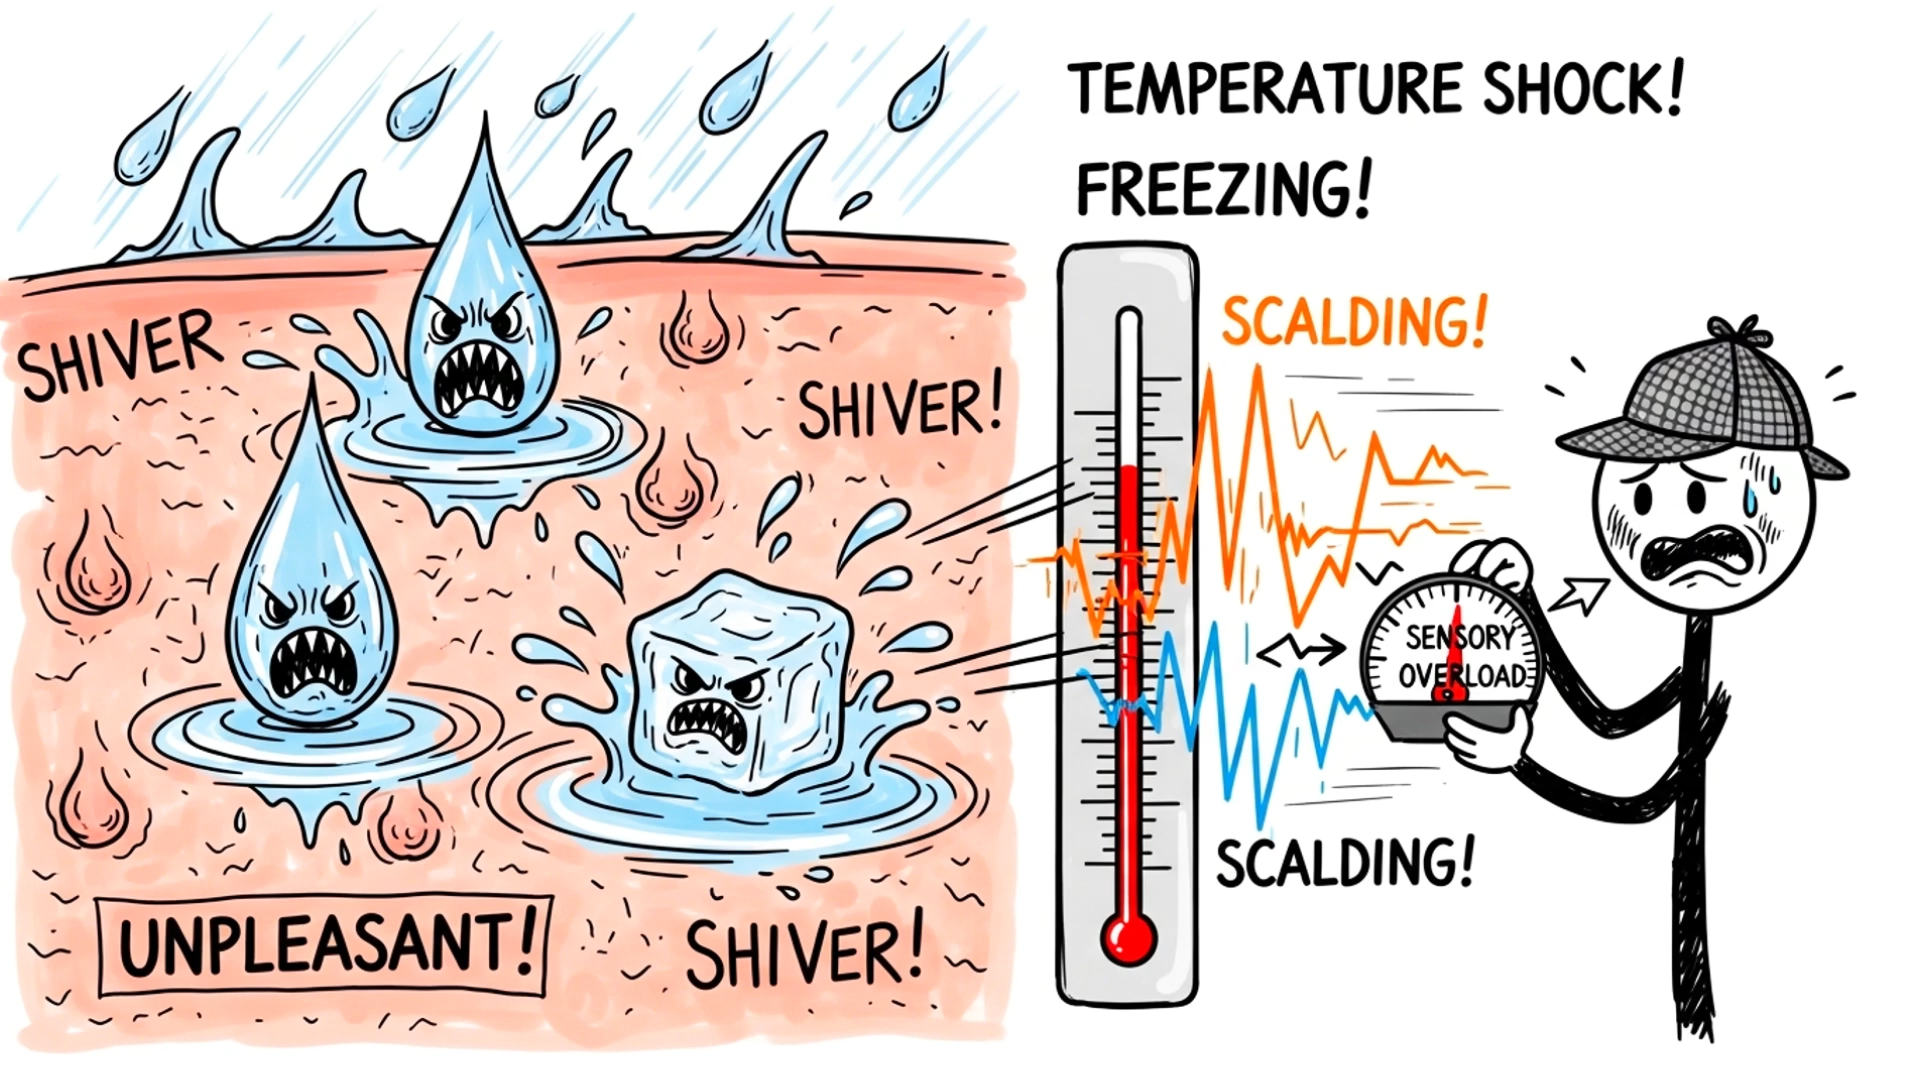 TEMPERATURE SHOCK!
FREEZING!
SHIVER
SHIVER!
SCALDING!
SENSORY
OVERLOAD
SCALDING!
UNPLEASANT!
SHIVER!